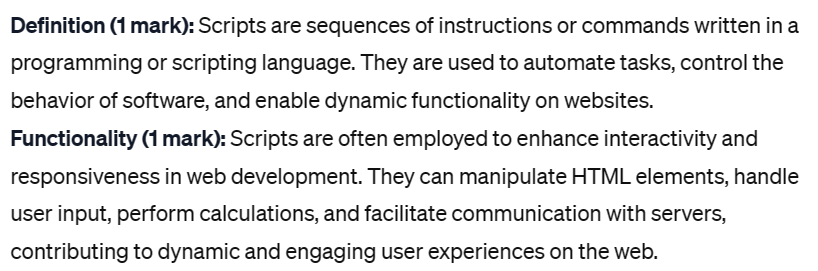 Definition (1 mark): Scripts are sequences of instructions or commands written in a
programming or scripting language. They are used to automate tasks, control the
behavior of software, and enable dynamic functionality on websites.
Functionality (1 mark): Scripts are often employed to enhance interactivity and
responsiveness in web development. They can manipulate HTML elements, handle
user input, perform calculations, and facilitate communication with servers,
contributing to dynamic and engaging user experiences on the web.